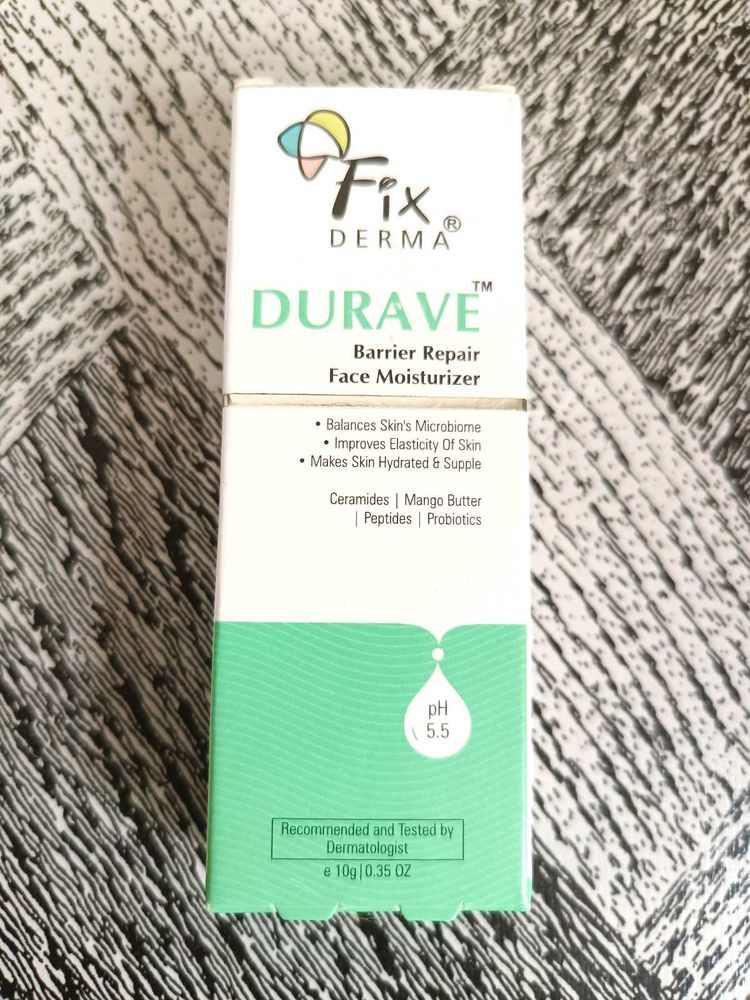 Fix
DERMA®
DURAVE™
Barrier Repair
Face Moisturizer
• Balances Skin's Microbiome
• Improves Elasticity Of Skin
• Makes Skin Hydrated & Supple
Ceramides | Mango Butter
| Peptides | Probiotics
pH
5.5
Recommended and Tested by
Dermatologist
e 10g|0.35 OZ